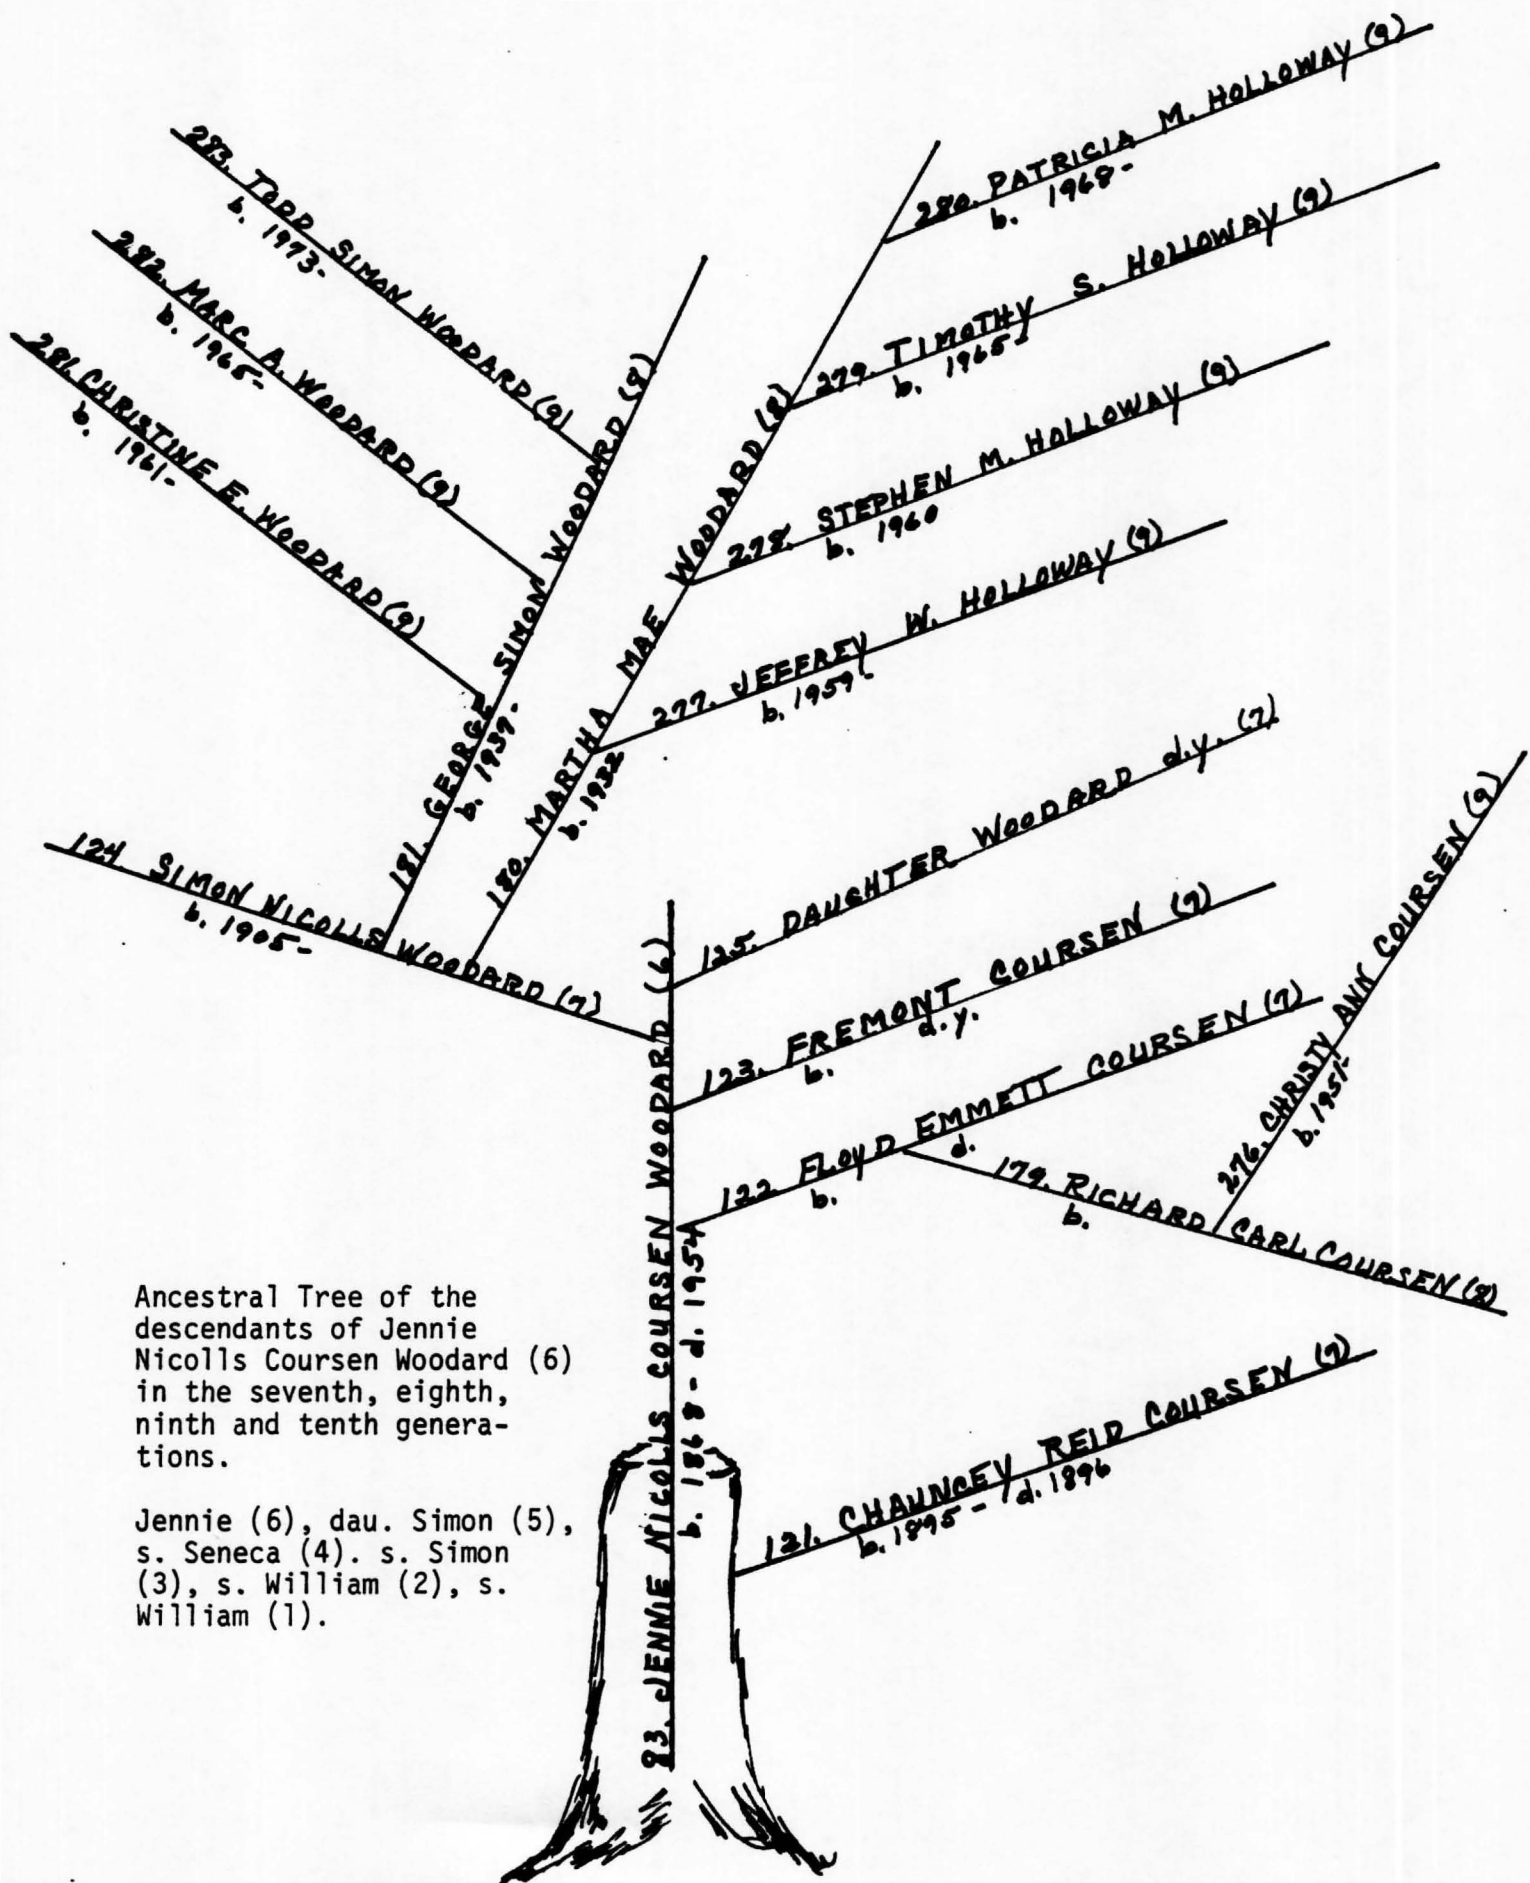 280. PATRICIA M. HOLLOWAY (9)
b. 1968-
279. TIMOTHY S. HOLLOWAY (9)
b. 1965-
278. STEPHEN M. HOLLOWAY (9)
b. 1960
277. JEFFREY W. HOLLOWAY (9)
b. 1959-
283. TODD SIMON WOODARD (9)
b. 1973-
282. MARC A. WOODARD (9)
b. 1965-
281. CHRISTINE E. WOODARD (9)
b. 1961-
181. GEORGE SIMON WOODARD (8)
b. 1939-
180. MARTHA MAE WOODARD (8)
b. 1932
124. SIMON NICOLLS WOODARD (7)
b. 1905-
125. DAUGHTER WOODARD d.y. (7)
123. FREMONT COURSEN (7)
b. d.y.
122. FLOYD EMMETT COURSEN (7)
b. d.
276. CHRISTY ANN COURSEN (9)
b. 1951-
179. RICHARD CARL COURSEN (8)
b.
121. CHAUNCEY REID COURSEN (7)
b. 1895- d. 1896
93. JENNIE NICOLLS COURSEN WOODARD (6)
b. 1868 - d. 1954
Ancestral Tree of the
descendants of Jennie
Nicolls Coursen Woodard (6)
in the seventh, eighth,
ninth and tenth genera-
tions.
Jennie (6), dau. Simon (5),
s. Seneca (4). s. Simon
(3), s. William (2), s.
William (1).